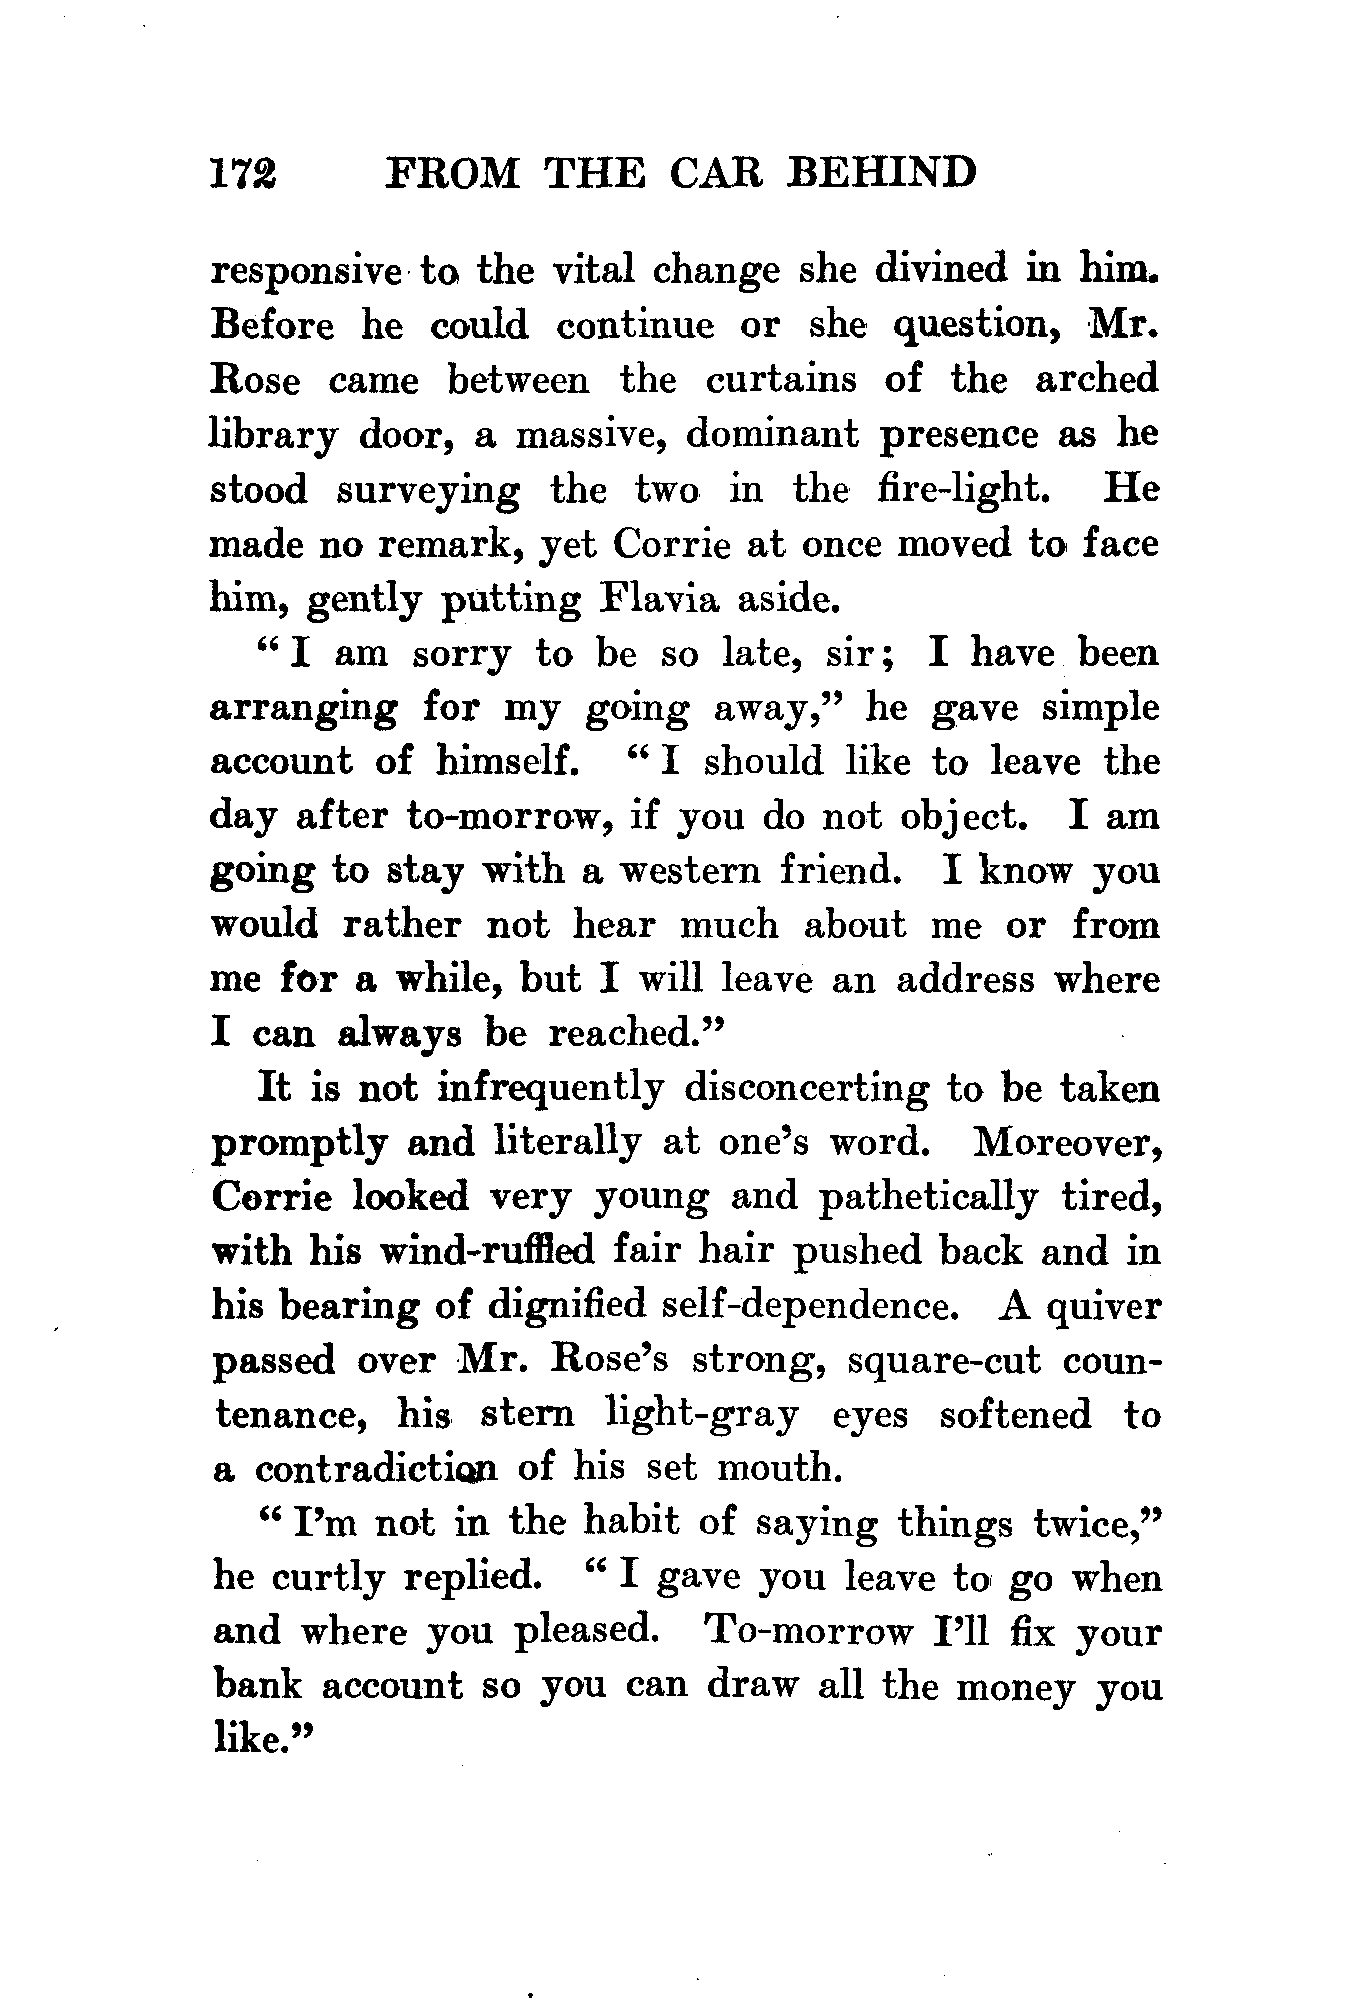 172 FROM THE CAR BEHIND
responsive to the vital change she divined in him.
Before he could continue or she question, Mr.
Rose came between the curtains of the arched
library door, a massive, dominant presence as he
stood surveying the two in the fire-light. He
made no remark, yet Corrie at once moved to face
him, gently putting Flavia aside.
“ I am sorry to be so late, sir; I have been
arranging for my going away,” he gave simple
account of himself. “ I should like to leave the
day after to-morrow, if you do not object. I am
going to stay with a western friend. I know you
would rather not hear much about me or from
me for a while, but I will leave an address where
I can always be reached.”
It is not infrequently disconcerting to be taken
promptly and literally at one’s word. Moreover,
Corrie looked very young and pathetically tired,
with his wind-ruffled fair hair pushed back and in
his bearing of dignified self-dependence. A quiver
passed over Mr. Rose’s strong, square-cut coun-
tenance, his stern light-gray eyes softened to
a contradiction of his set mouth.
“ I’m not in the habit of saying things twice,”
he curtly replied. “ I gave you leave to go when
and where you pleased. To-morrow I’ll fix your
bank account so you can draw all the money you
like.”